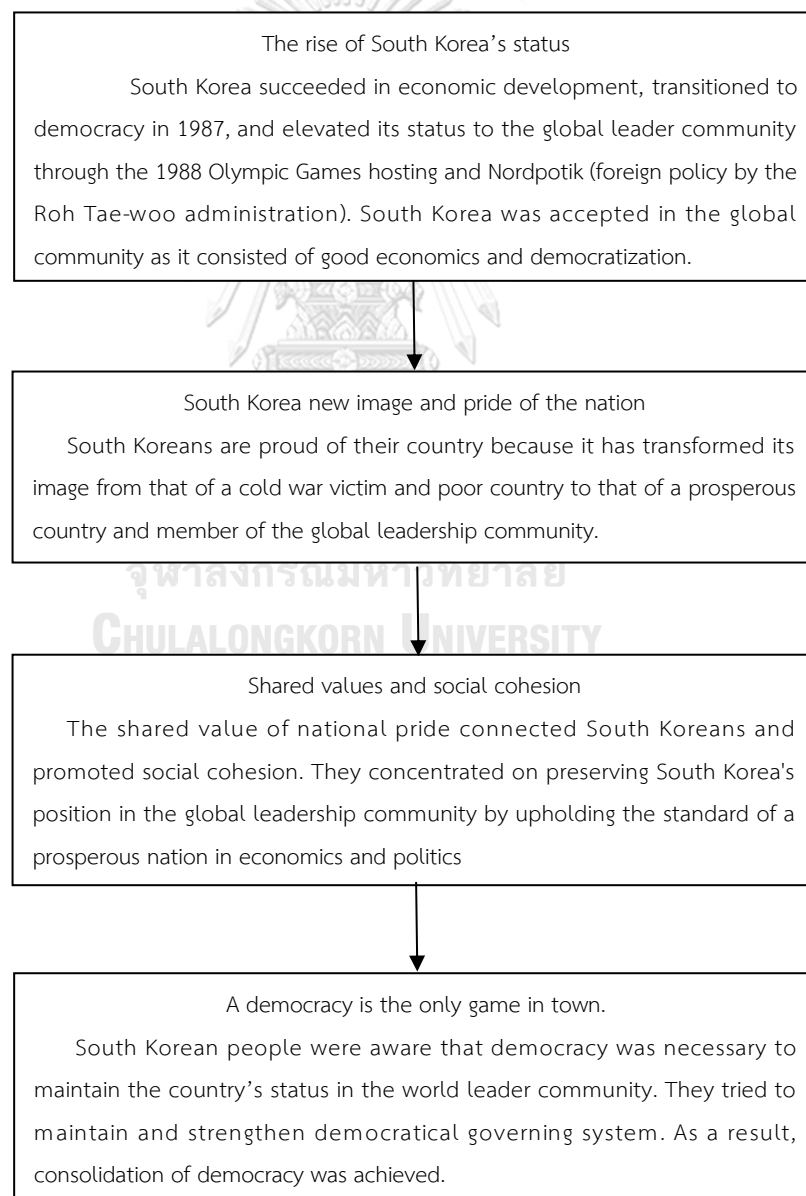 The rise of South Korea’s status
South Korea succeeded in economic development, transitioned to
democracy in 1987, and elevated its status to the global leader community
through the 1988 Olympic Games hosting and Nordpotik (foreign policy by the
Roh Tae-woo administration). South Korea was accepted in the global
community as it consisted of good economics and democratization.
South Korea new image and pride of the nation
South Koreans are proud of their country because it has transformed its
image from that of a cold war victim and poor country to that of a prosperous
country and member of the global leadership community.
จุฬาลงกรณ์มหาวิทยาลัย
CHULALONGKORN UNIVERSITY
Shared values and social cohesion
The shared value of national pride connected South Koreans and
promoted social cohesion. They concentrated on preserving South Korea's
position in the global leadership community by upholding the standard of a
prosperous nation in economics and politics
A democracy is the only game in town.
South Korean people were aware that democracy was necessary to
maintain the country’s status in the world leader community. They tried to
maintain and strengthen democratical governing system. As a result,
consolidation of democracy was achieved.